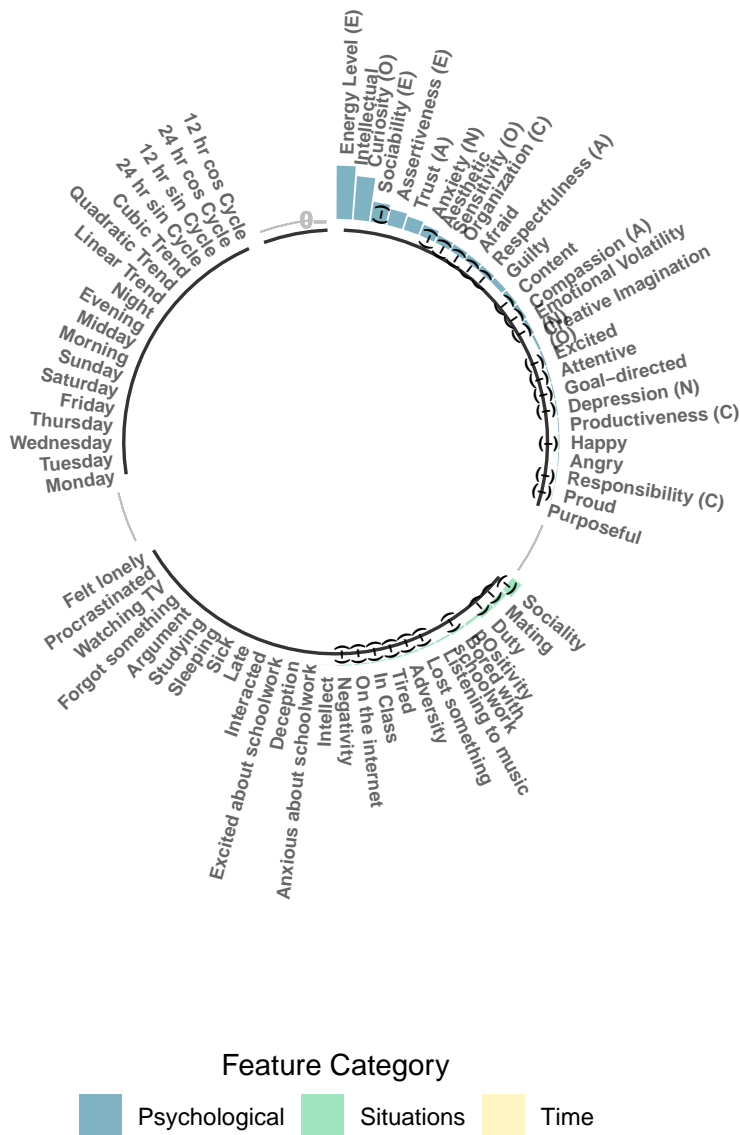 Energy Level (E)
Intellectual
Curiosity (O)
Sociability (E)
Assertiveness (E)
Trust (A)
Anxiety (N)
Aesthetic
Sensitivity (O)
Organization (C)
Afraid
Respectfulness (A)
Guilty
Content
Compassion (A)
Emotional Volatility
(N)
Creative Imagination
(O)
Excited
Attentive
Goal−directed
Depression (N)
Productiveness (C)
Happy
Angry
Responsibility (C)
Proud
Purposeful
Sociality
Mating
Duty
positivity
Bored with
schoolwork
Listening to music
Lost something
Adversity
Tired
In Class
On the internet
Negativity
Intellect
Anxious about schoolwork
Deception
Excited about schoolwork
Interacted
Late
Sick
Sleeping
Studying
Argument
Forgot something
Watching TV
Procrastinated
Felt lonely
Monday
Tuesday
Wednesday
Thursday
Friday
Saturday
Sunday
Morning
Midday
Evening
Night
Linear Trend
Quadratic Trend
Cubic Trend
24 hr sin Cycle
12 hr sin Cycle
24 hr cos Cycle
12 hr cos Cycle
Feature Category
Psychological
Situations
Time